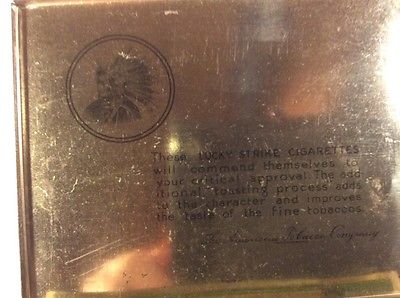 These LUCKY STRIKE CIGARETTES
will command themselves to
your critical approval. The add
itional toasting process adds
to the character and improves
the taste of the fine tobaccos.
The American Tobacco Company